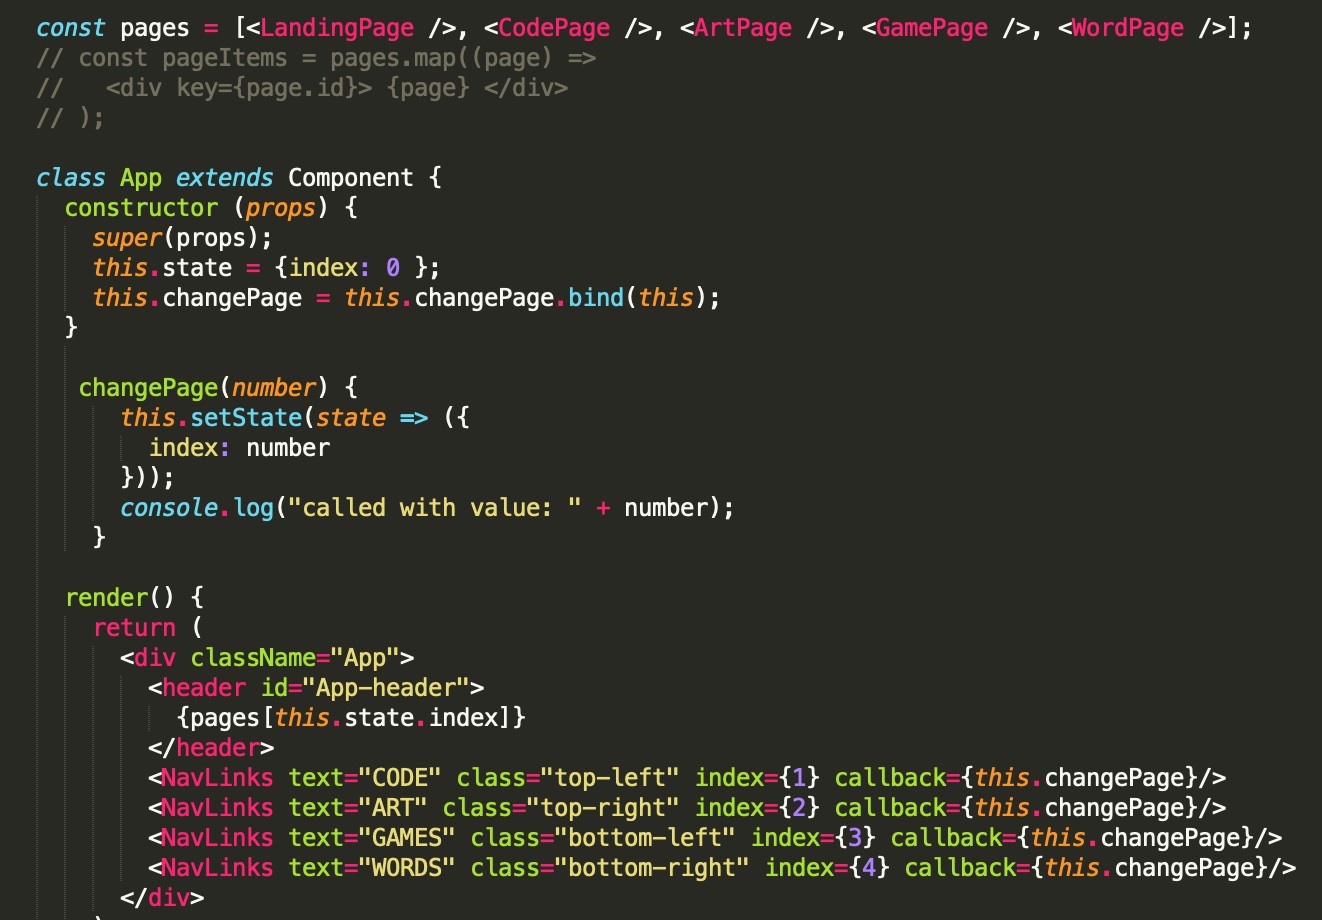 const pages = [<LandingPage />, <CodePage />, <ArtPage />, <GamePage />, <WordPage />];
// const pageItems = pages.map((page) =>
//   <div key={page.id}> {page} </div>
// );

class App extends Component {
  constructor (props) {
    super(props);
    this.state = {index: 0 };
    this.changePage = this.changePage.bind(this);
  }

   changePage(number) {
      this.setState(state => ({
        index: number
      }));
      console.log("called with value: " + number);
    }

  render() {
    return (
      <div className="App">
        <header id="App-header">
          {pages[this.state.index]}
        </header>
        <NavLinks text="CODE" class="top-left" index={1} callback={this.changePage}/>
        <NavLinks text="ART" class="top-right" index={2} callback={this.changePage}/>
        <NavLinks text="GAMES" class="bottom-left" index={3} callback={this.changePage}/>
        <NavLinks text="WORDS" class="bottom-right" index={4} callback={this.changePage}/>
      </div>